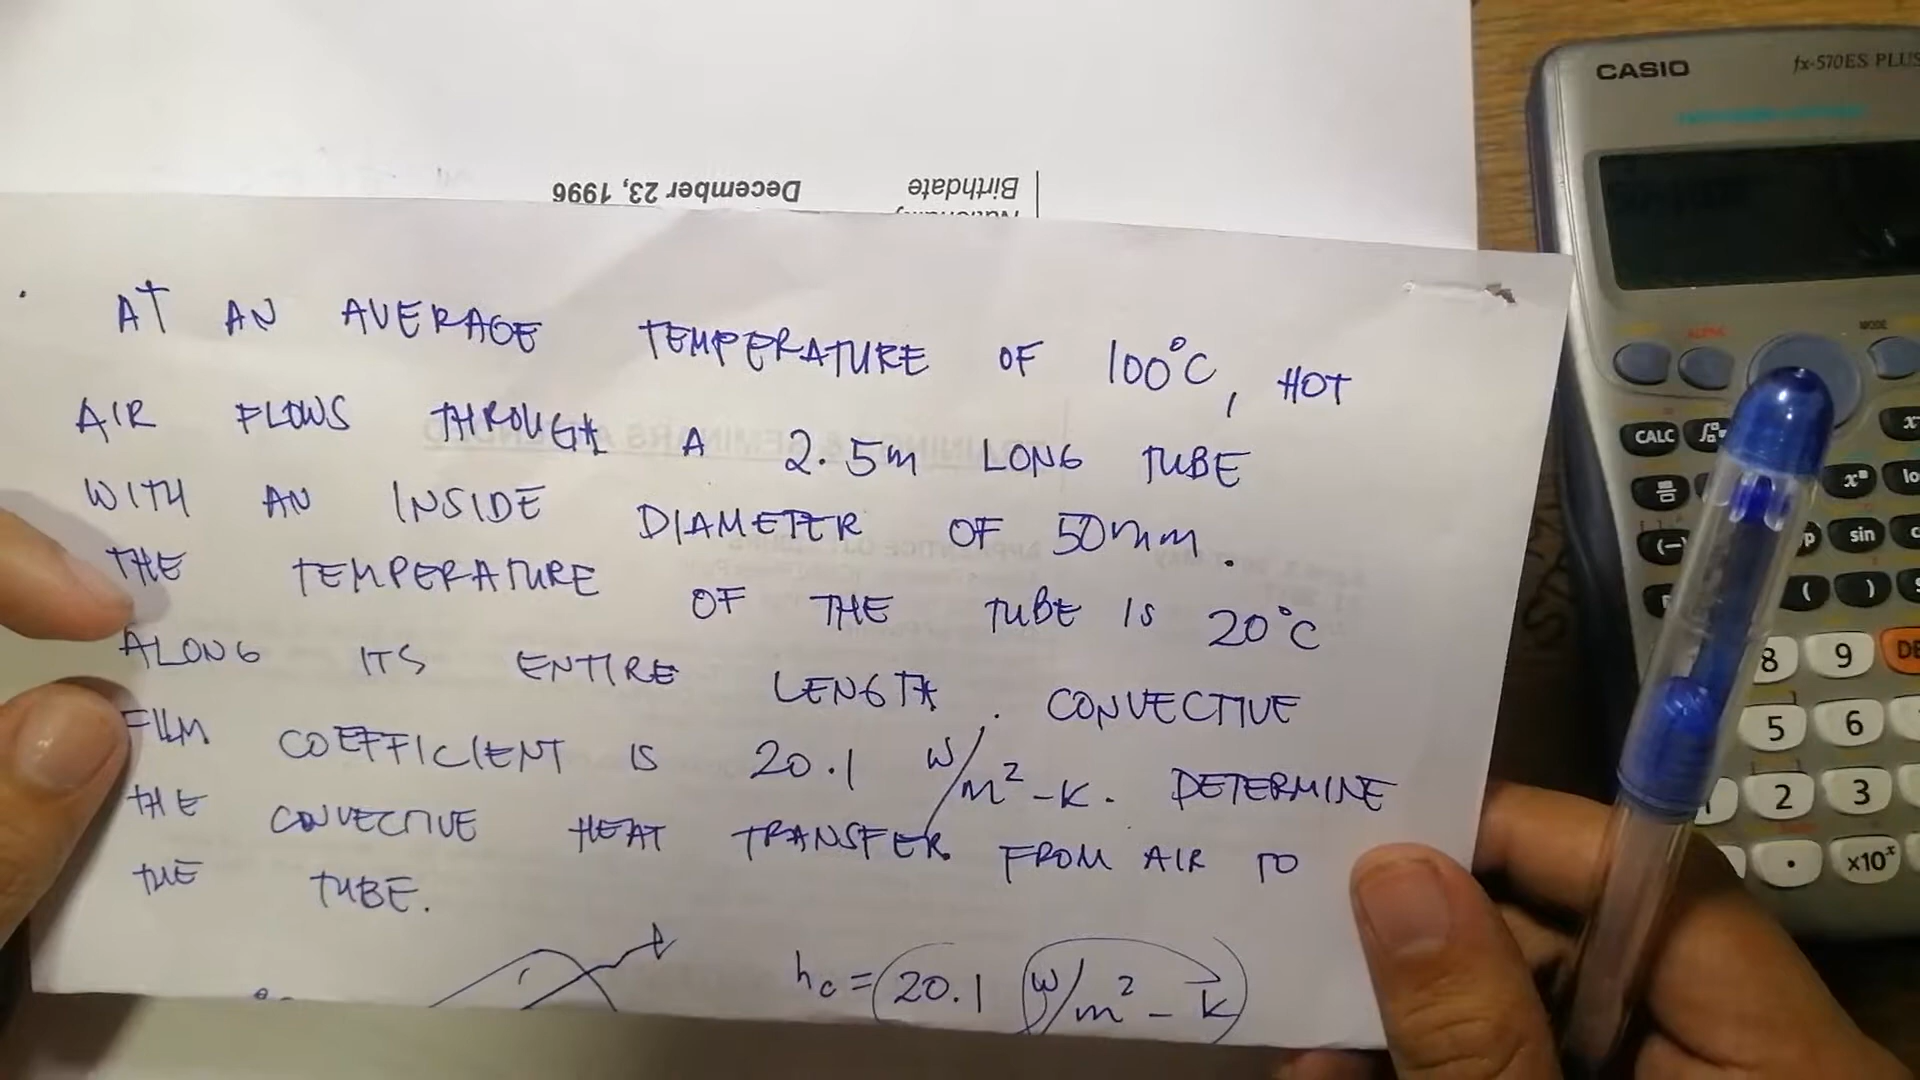 December 23, 1996
Birthdate
CASIO
fx-570ES PLUS
AT AN AVERAGE TEMPERATURE OF 100°C, HOT
AIR FLOWS THROUGH A 2.5m LONG TUBE
WITH AN INSIDE DIAMETER OF 50mm.
THE TEMPERATURE OF THE TUBE IS 20°C
ALONG ITS ENTIRE LENGTH. CONVECTIVE
FILM COEFFICIENT IS 20.1 W/m²-K. DETERMINE
THE CONVECTIVE HEAT TRANSFER FROM AIR TO
THE TUBE.
hc = 20.1 W/m² - K
MODE
ALPHA
CALC
(-)
sin
( )
8 9
5 6
2 3
. ×10ˣ